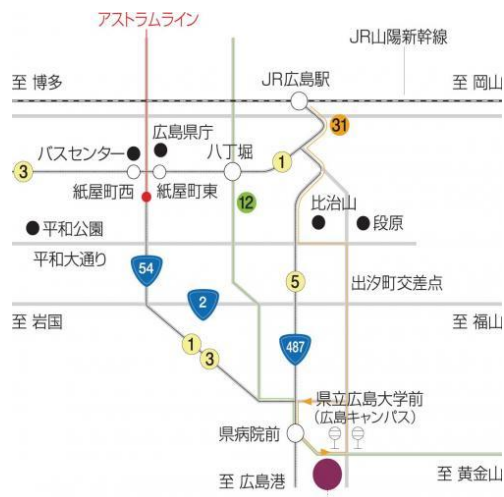 アストラムライン
JR山陽新幹線
至 博多
JR広島駅
至 岡山
31
広島県庁
バスセンター
八丁堀
3
1
紙屋町西
紙屋町東
12
比治山
段原
平和公園
平和大通り
54
5
出汐町交差点
2
至 岩国
至 福山
1
3
487
県立広島大学前
(広島キャンパス)
県病院前
至 広島港
至 黄金山